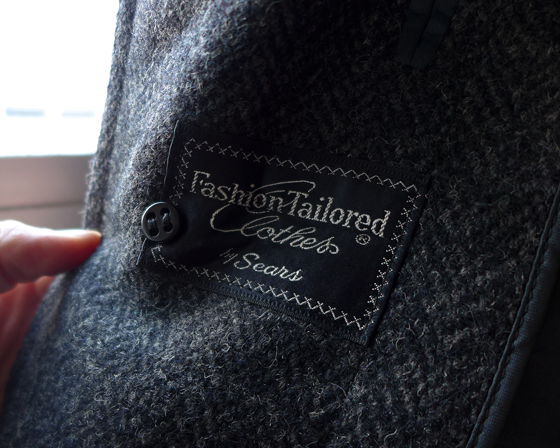 Fashion-Tailored
Clothes ®
by Sears